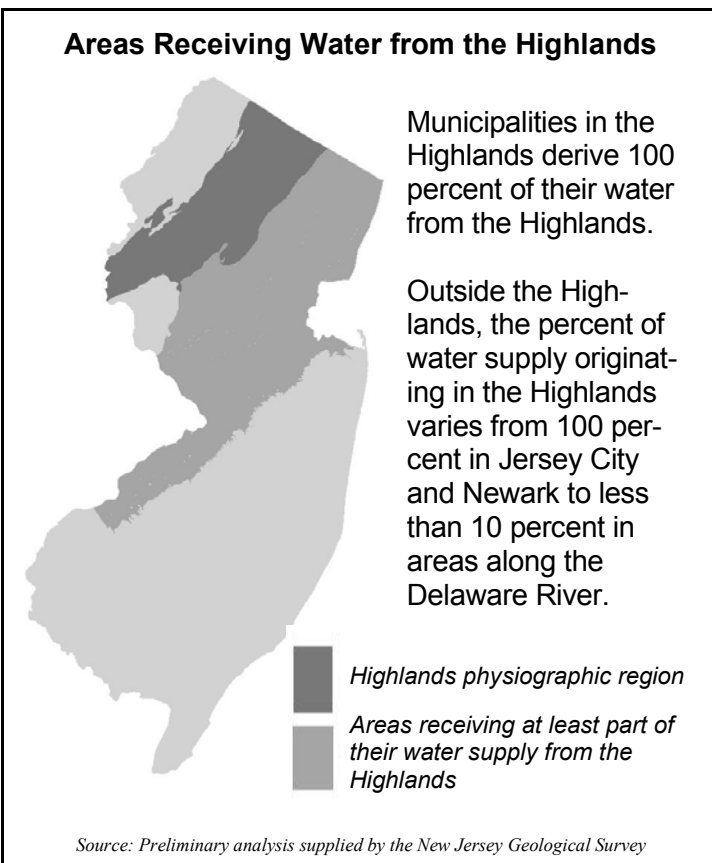 Areas Receiving Water from the Highlands
Municipalities in the
Highlands derive 100
percent of their water
from the Highlands.
Outside the High-
lands, the percent of
water supply originat-
ing in the Highlands
varies from 100 per-
cent in Jersey City
and Newark to less
than 10 percent in
areas along the
Delaware River.
Highlands physiographic region
Areas receiving at least part of
their water supply from the
Highlands
Source: Preliminary analysis supplied by the New Jersey Geological Survey